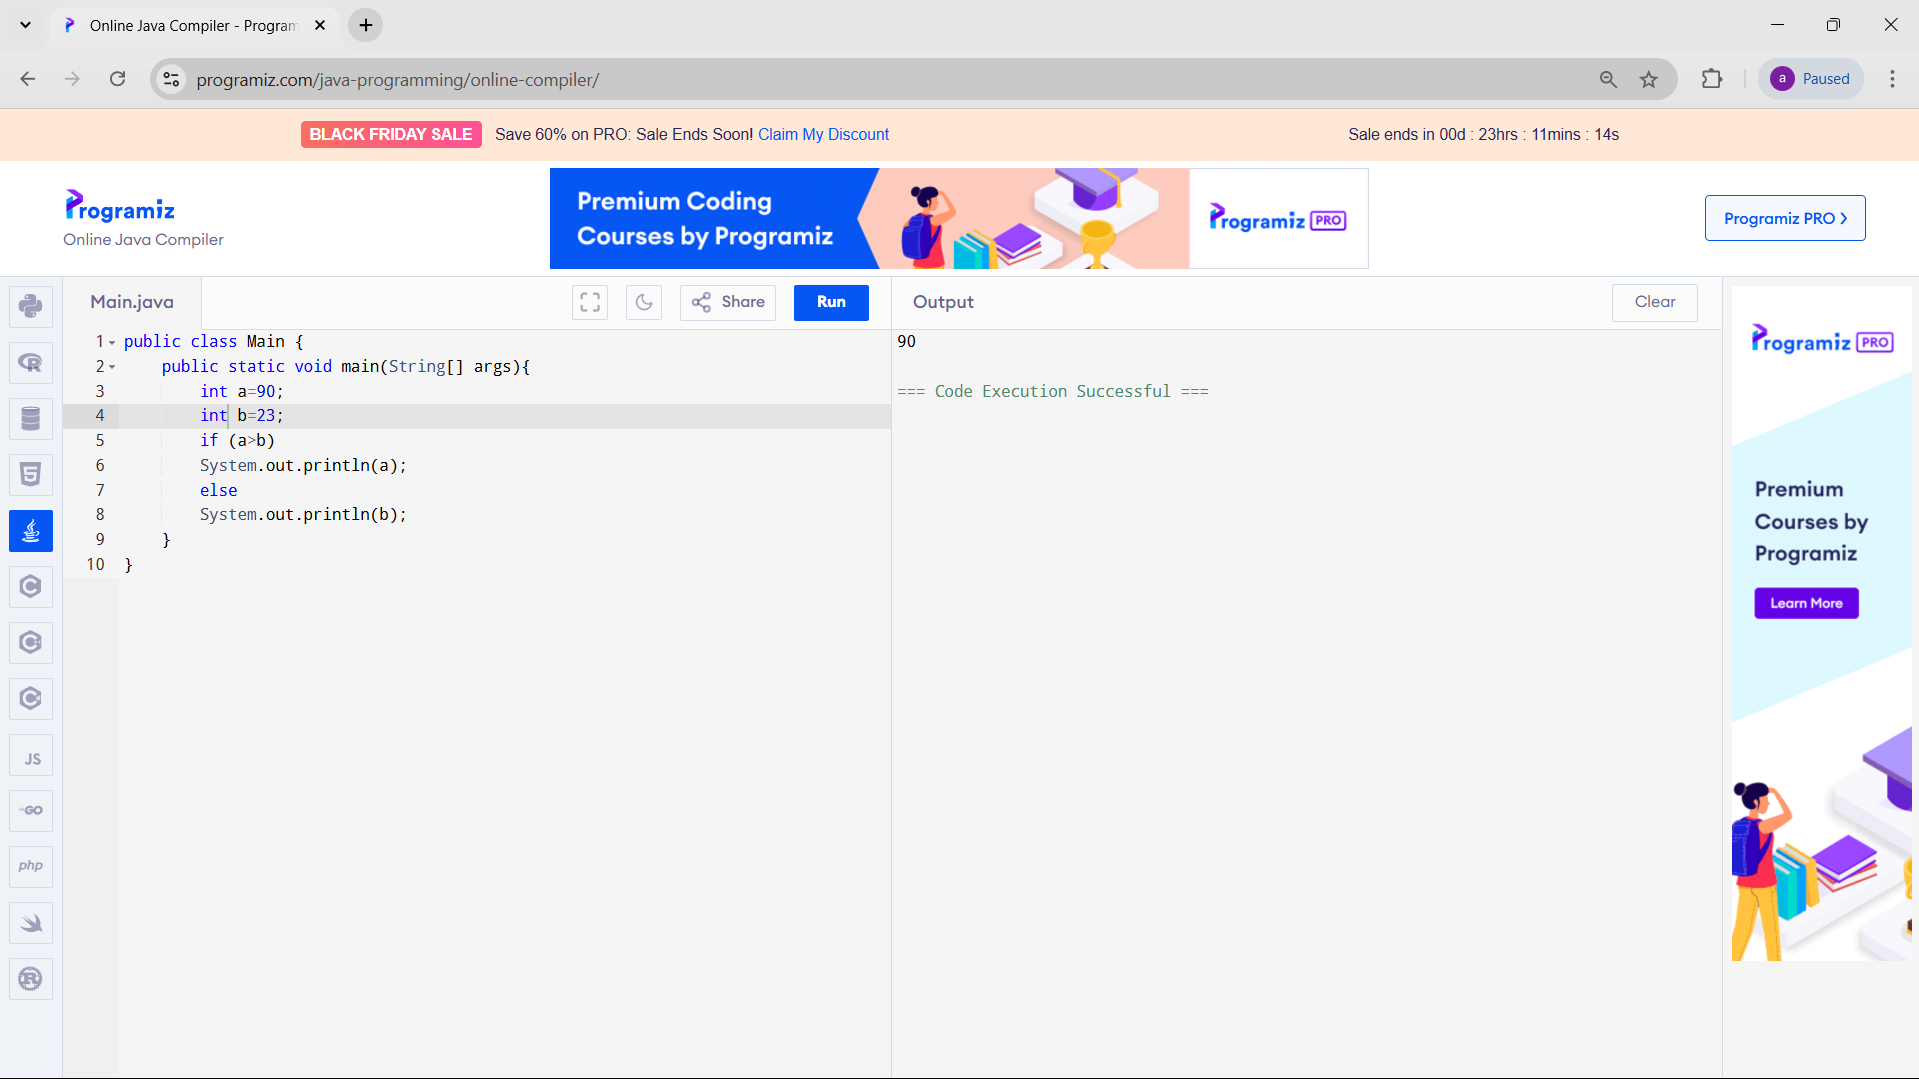 Online Java Compiler - Program
programiz.com/java-programming/online-compiler/
a Paused
BLACK FRIDAY SALE Save 60% on PRO: Sale Ends Soon! Claim My Discount Sale ends in 00d : 23hrs : 11mins : 14s
Programiz
Online Java Compiler
Premium Coding
Courses by Programiz
Programiz PRO
Programiz PRO >
Main.java
Share
Run
Output
Clear
1 public class Main {
2 public static void main(String[] args){
3 int a=90;
4 int b=23;
5 if (a>b)
6 System.out.println(a);
7 else
8 System.out.println(b);
9 }
10 }
90
=== Code Execution Successful ===
JS
GO
php
Programiz PRO
Premium
Courses by
Programiz
Learn More